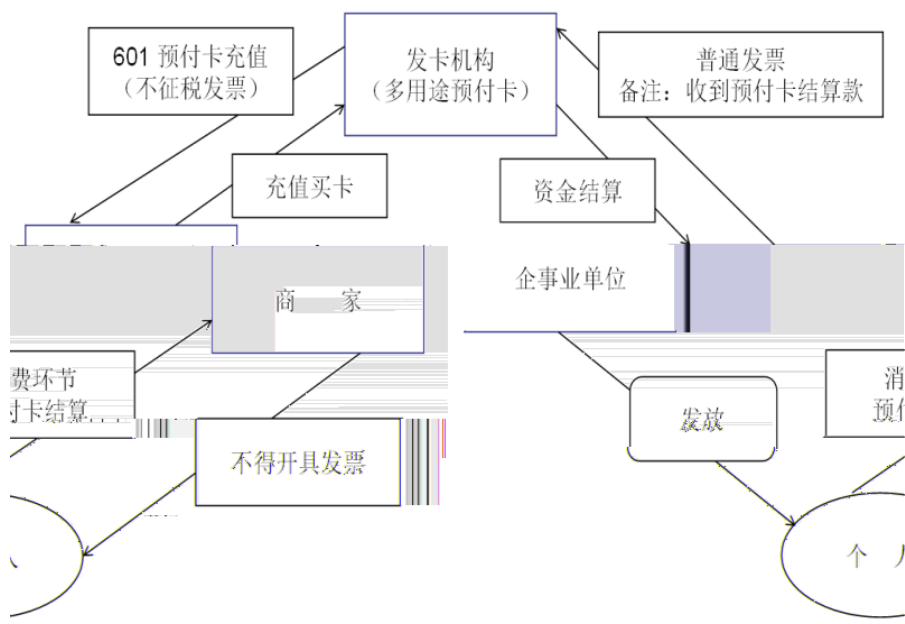 601 预付卡充值
（不征税发票）
发卡机构
（多用途预付卡）
普通发票
备注：收到预付卡结算款
充值买卡
资金结算
企事业单位
商 家
费环节
付卡结算
消
预付
发放
不得开具发票
人
个 人